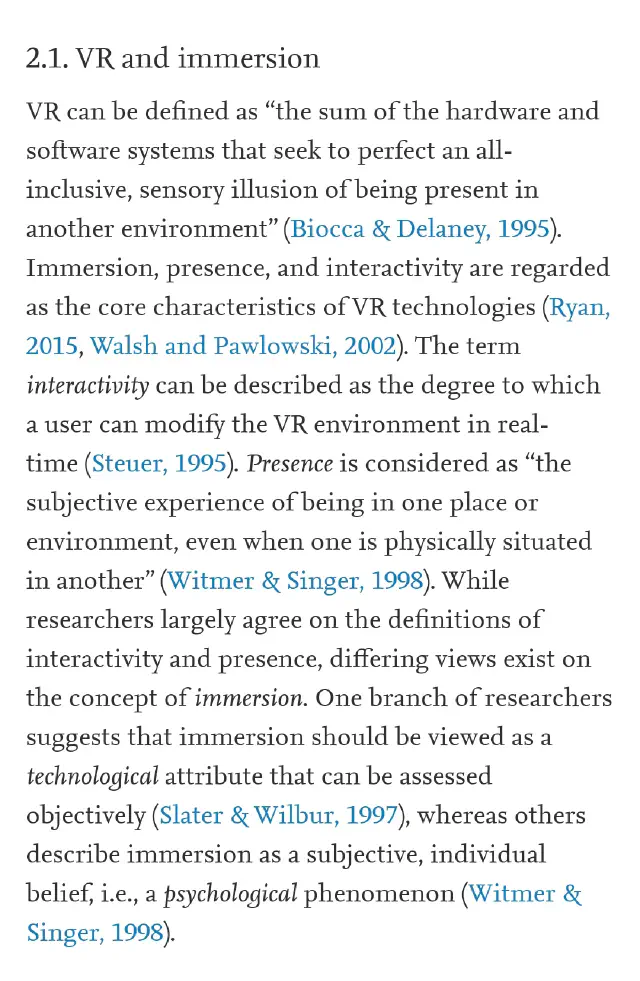 2.1. VR and immersion
VR can be defined as “the sum of the hardware and
software systems that seek to perfect an all-
inclusive, sensory illusion of being present in
another environment” (Biocca & Delaney, 1995).
Immersion, presence, and interactivity are regarded
as the core characteristics of VR technologies (Ryan,
2015, Walsh and Pawlowski, 2002). The term
interactivity can be described as the degree to which
a user can modify the VR environment in real-
time (Steuer, 1995). Presence is considered as “the
subjective experience of being in one place or
environment, even when one is physically situated
in another” (Witmer & Singer, 1998). While
researchers largely agree on the definitions of
interactivity and presence, differing views exist on
the concept of immersion. One branch of researchers
suggests that immersion should be viewed as a
technological attribute that can be assessed
objectively (Slater & Wilbur, 1997), whereas others
describe immersion as a subjective, individual
belief, i.e., a psychological phenomenon (Witmer &
Singer, 1998).